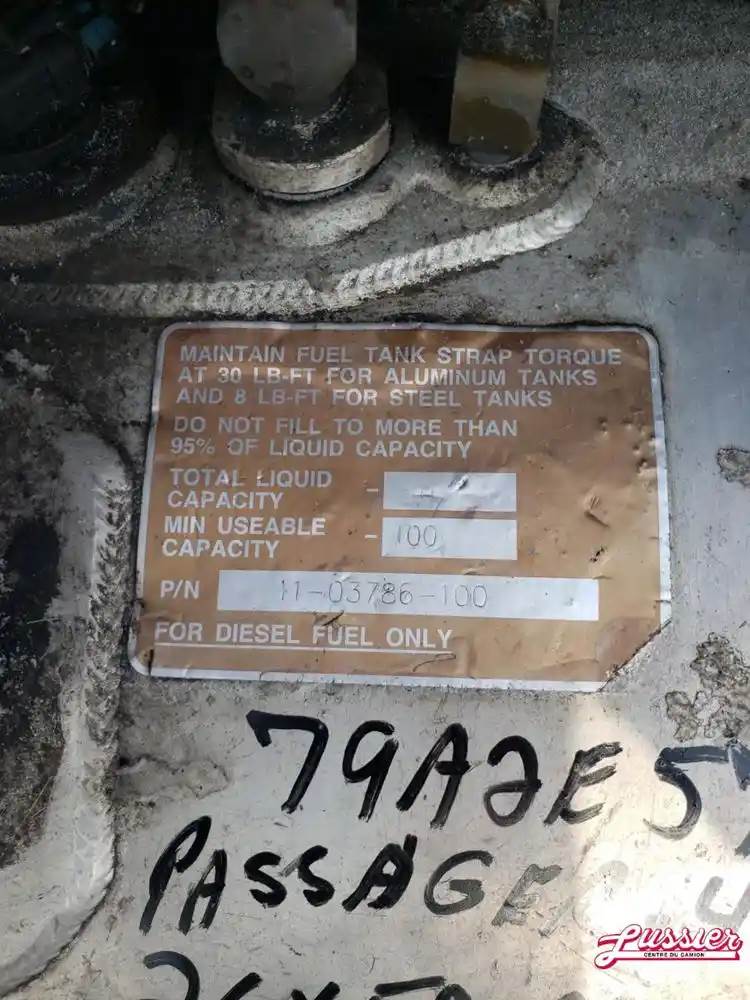 MAINTAIN FUEL TANK STRAP TORQUE
AT 30 LB-FT FOR ALUMINUM TANKS
AND 8 LB-FT FOR STEEL TANKS
DO NOT FILL TO MORE THAN
95% OF LIQUID CAPACITY
TOTAL LIQUID
CAPACITY -
MIN USEABLE
CAPACITY - 100
P/N 11-03786-100
FOR DIESEL FUEL ONLY
79A2E5
PASSAGER
Lussier
CENTRE DU CAMION